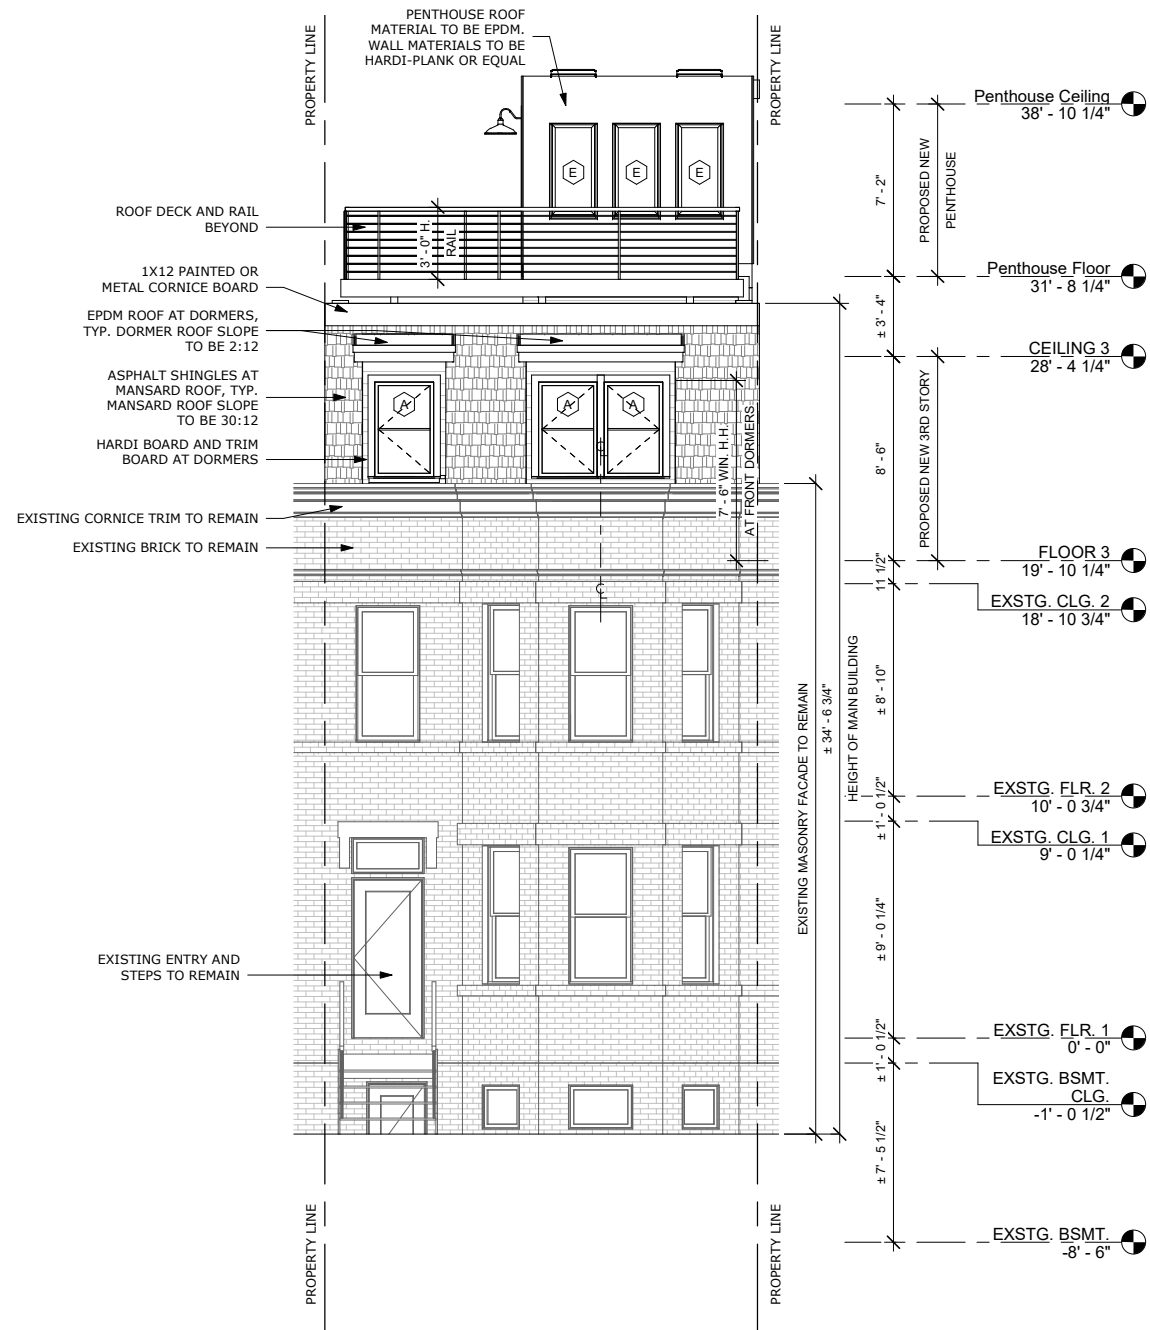 PENTHOUSE ROOF
MATERIAL TO BE EPDM.
WALL MATERIALS TO BE
HARDI-PLANK OR EQUAL
PROPERTY LINE
PROPERTY LINE
E
E
E
ROOF DECK AND RAIL
BEYOND
3' - 0" H.
RAIL
1X12 PAINTED OR
METAL CORNICE BOARD
EPDM ROOF AT DORMERS,
TYP. DORMER ROOF SLOPE
TO BE 2:12
ASPHALT SHINGLES AT
MANSARD ROOF, TYP.
MANSARD ROOF SLOPE
TO BE 30:12
HARDI BOARD AND TRIM
BOARD AT DORMERS
A
A
A
7' - 6" WIN. H.H.
AT FRONT DORMERS
EXISTING CORNICE TRIM TO REMAIN
EXISTING BRICK TO REMAIN
CL
CL
EXISTING ENTRY AND
STEPS TO REMAIN
EXISTING MASONRY FACADE TO REMAIN
± 34' - 6 3/4"
HEIGHT OF MAIN BUILDING
7' - 2"
PROPOSED NEW
PENTHOUSE
± 3' - 4"
8' - 6"
PROPOSED NEW 3RD STORY
11 1/2"
± 8' - 10"
± 1' - 0 1/2"
± 9' - 0 1/4"
± 1' - 0 1/2"
± 7' - 5 1/2"
Penthouse Ceiling
38' - 10 1/4"
Penthouse Floor
31' - 8 1/4"
CEILING 3
28' - 4 1/4"
FLOOR 3
19' - 10 1/4"
EXSTG. CLG. 2
18' - 10 3/4"
EXSTG. FLR. 2
10' - 0 3/4"
EXSTG. CLG. 1
9' - 0 1/4"
EXSTG. FLR. 1
0' - 0"
EXSTG. BSMT.
CLG.
-1' - 0 1/2"
EXSTG. BSMT.
-8' - 6"
PROPERTY LINE
PROPERTY LINE